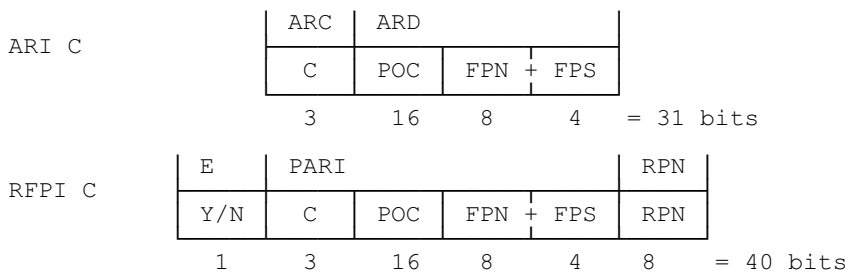 ARC ARD
ARI C
C POC FPN + FPS
3 16 8 4 = 31 bits
E PARI RPN
RFPI C
Y/N C POC FPN + FPS RPN
1 3 16 8 4 8 = 40 bits